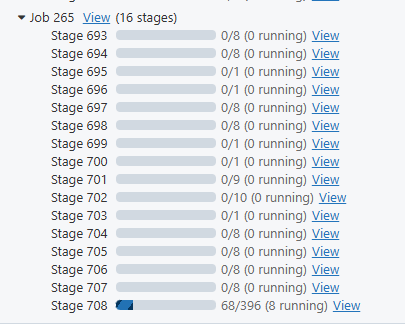 Job 265 View (16 stages)
Stage 693 0/8 (0 running) View
Stage 694 0/8 (0 running) View
Stage 695 0/1 (0 running) View
Stage 696 0/1 (0 running) View
Stage 697 0/8 (0 running) View
Stage 698 0/8 (0 running) View
Stage 699 0/1 (0 running) View
Stage 700 0/1 (0 running) View
Stage 701 0/9 (0 running) View
Stage 702 0/10 (0 running) View
Stage 703 0/1 (0 running) View
Stage 704 0/8 (0 running) View
Stage 705 0/8 (0 running) View
Stage 706 0/8 (0 running) View
Stage 707 0/8 (0 running) View
Stage 708 68/396 (8 running) View